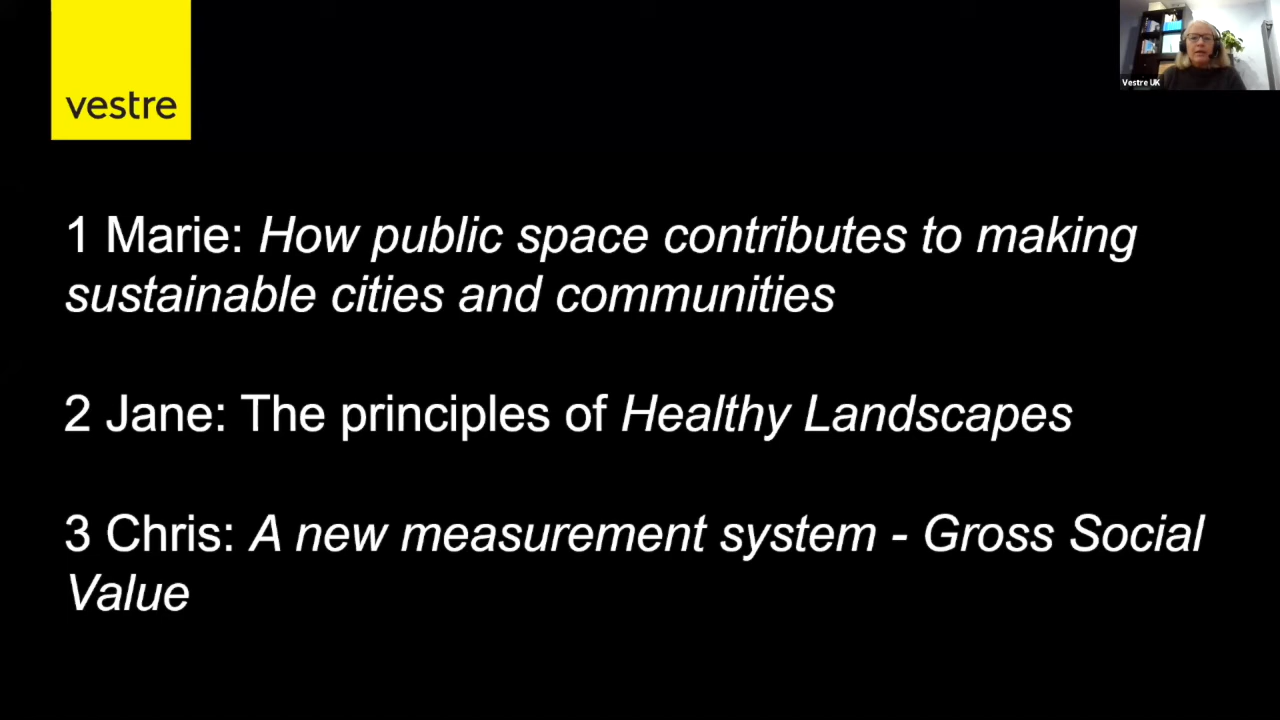 vestre
Vestre UK
1 Marie: How public space contributes to making
sustainable cities and communities
2 Jane: The principles of Healthy Landscapes
3 Chris: A new measurement system - Gross Social
Value